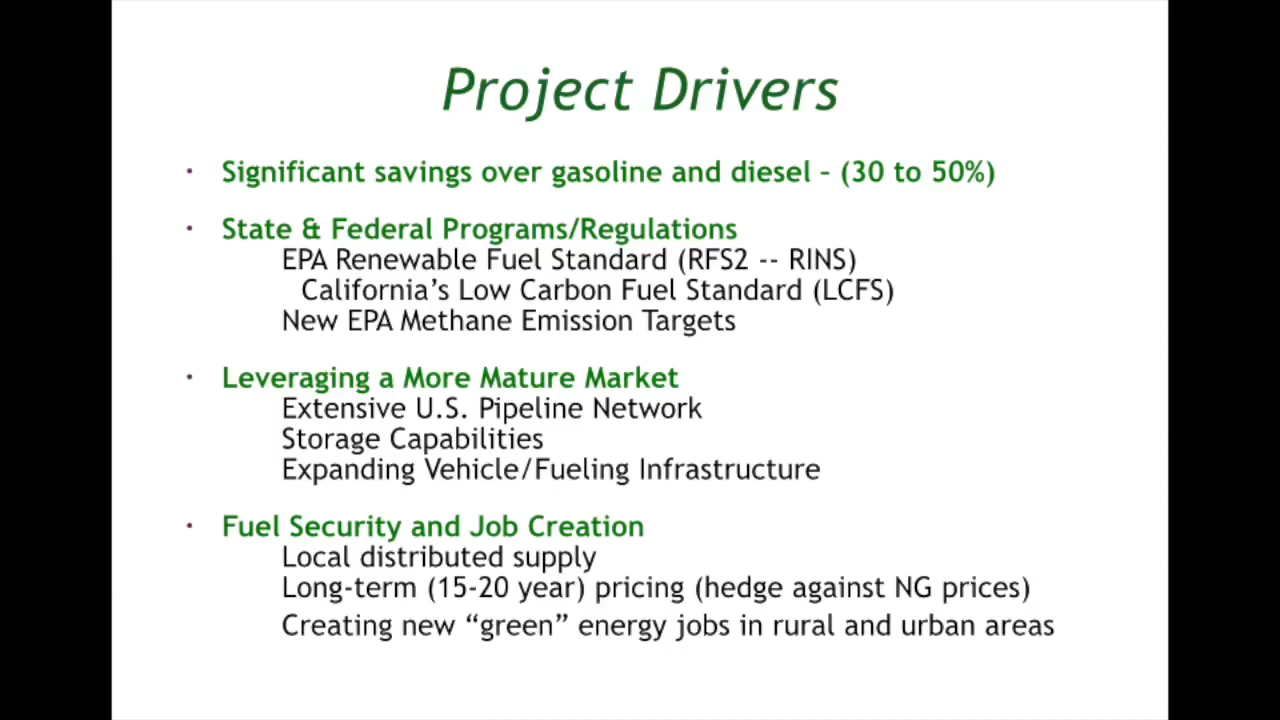 Project Drivers
· Significant savings over gasoline and diesel – (30 to 50%)
· State & Federal Programs/Regulations
EPA Renewable Fuel Standard (RFS2 -- RINS)
California’s Low Carbon Fuel Standard (LCFS)
New EPA Methane Emission Targets
· Leveraging a More Mature Market
Extensive U.S. Pipeline Network
Storage Capabilities
Expanding Vehicle/Fueling Infrastructure
· Fuel Security and Job Creation
Local distributed supply
Long-term (15-20 year) pricing (hedge against NG prices)
Creating new “green” energy jobs in rural and urban areas